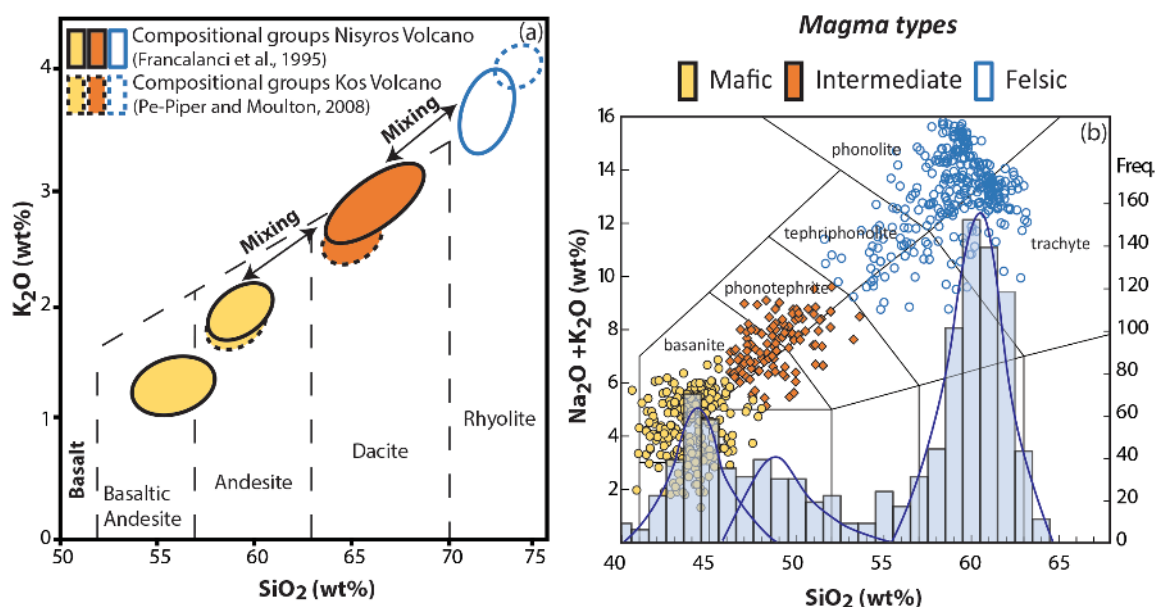 Compositional groups Nisyros Volcano
(Francalanci et al., 1995)
Compositional groups Kos Volcano
(Pe-Piper and Moulton, 2008)
(a)
Mixing
Mixing
Basalt
Basaltic
Andesite
Andesite
Dacite
Rhyolite
K2O (wt%)
4
3
2
1
0
50 55 60 65 70 75
SiO2 (wt%)
Magma types
Mafic Intermediate Felsic
(b)
phonolite
tephriphonolite
trachyte
phonotephrite
basanite
Na2O +K2O (wt%)
16
14
12
10
8
6
4
2
Freq.
160
140
120
100
80
60
40
20
0
40 45 50 55 60 65
SiO2 (wt%)